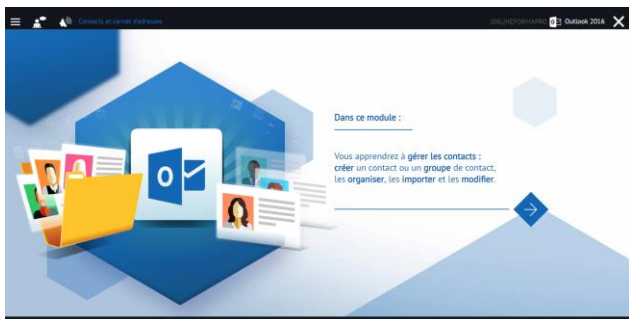 Contacts et carnet d'adresses
ONLINEFORMAPRO
Outlook 2016
Dans ce module :
Vous apprendrez à gérer les contacts :
créer un contact ou un groupe de contact,
les organiser, les importer et les modifier.